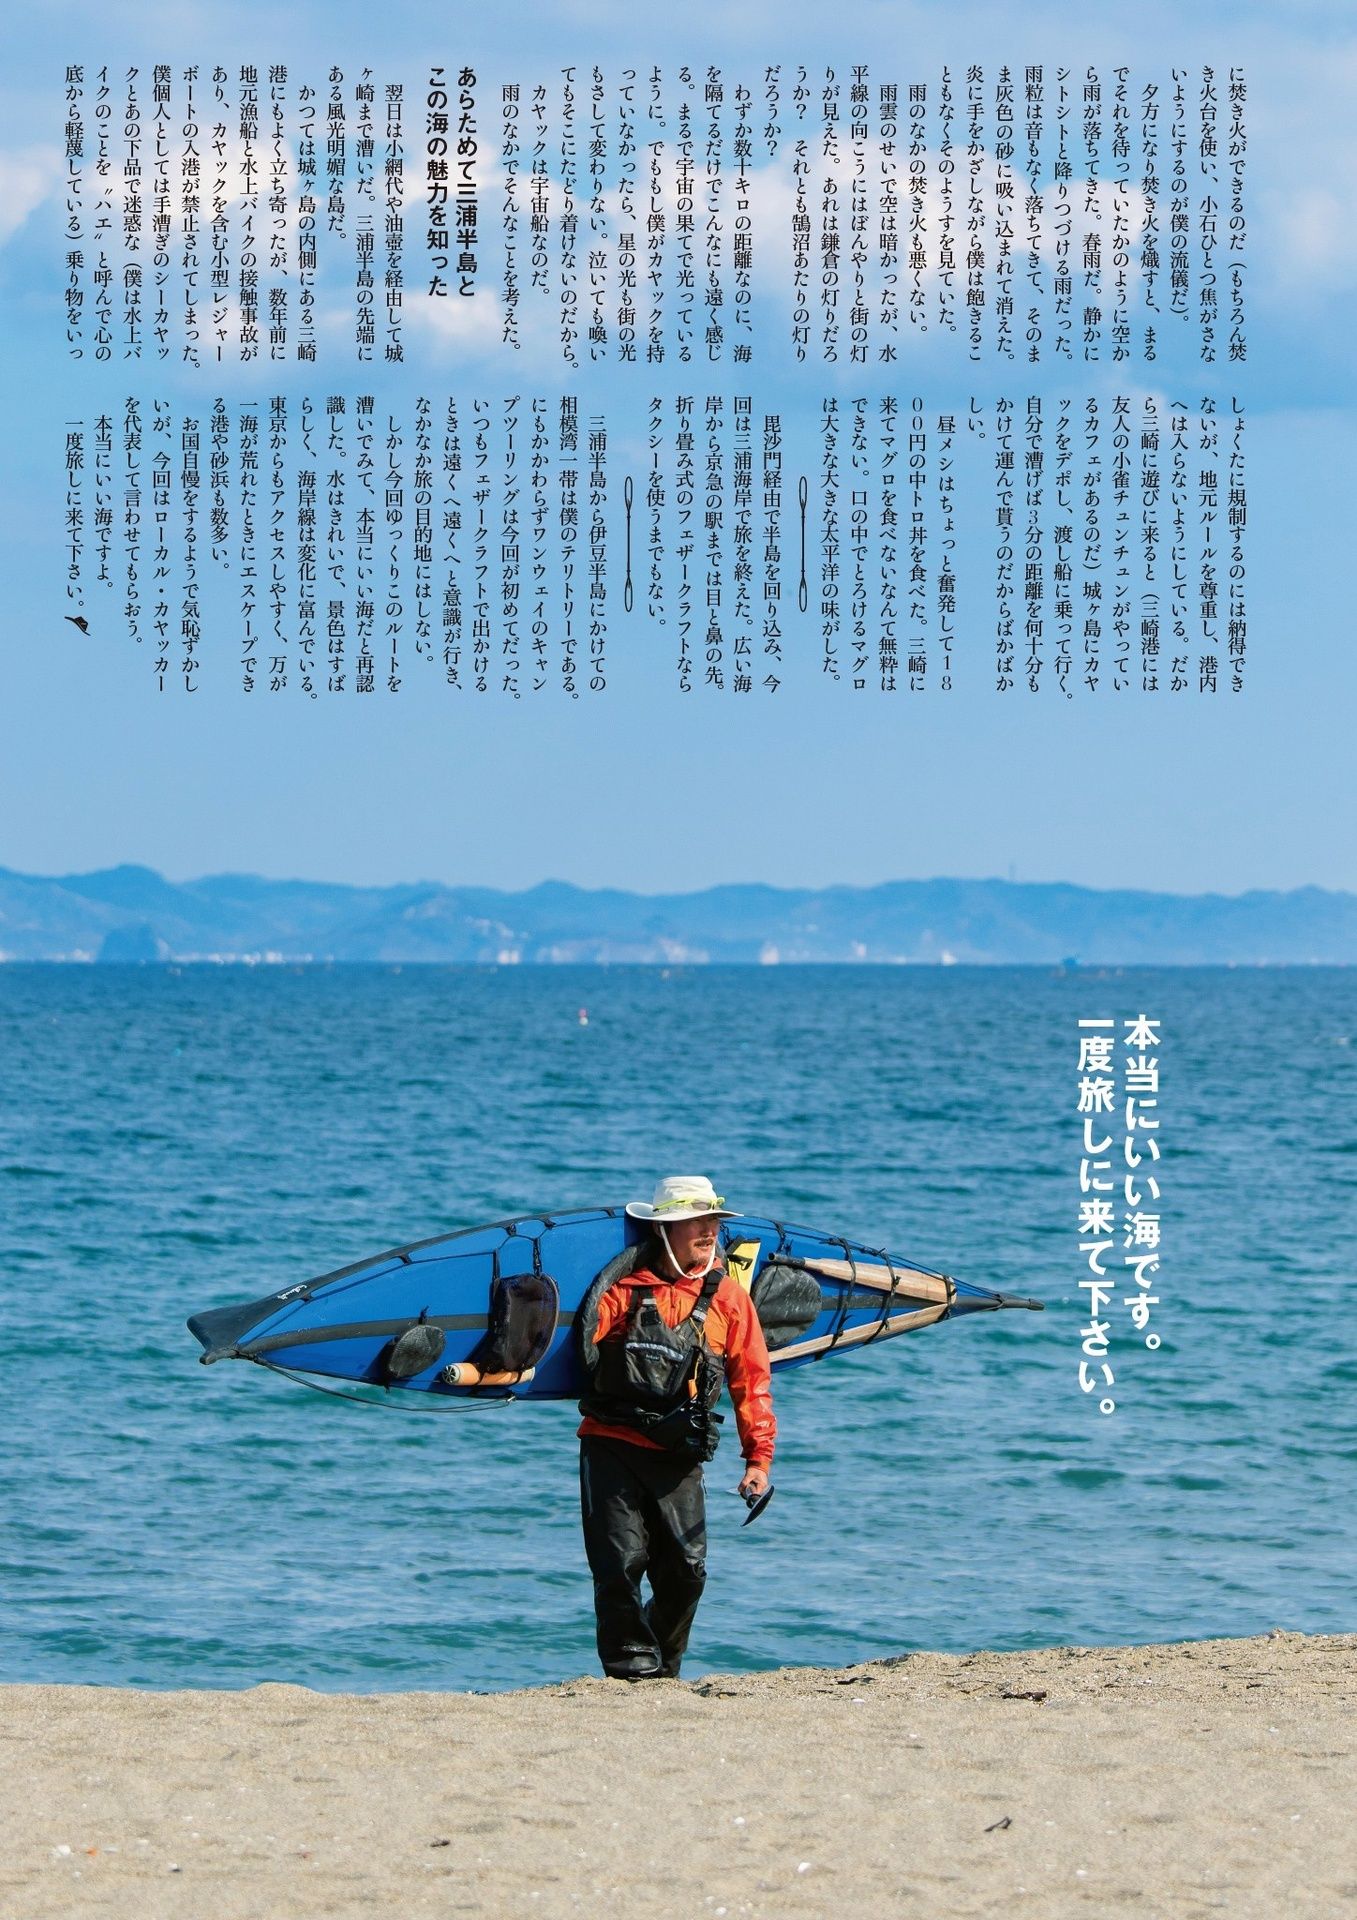 に焚き火ができるのだ（もちろん焚
き火台を使い、小石ひとつ焦がさな
いようにするのが僕の流儀だ）。
夕方になり焚き火を熾すと、まる
でそれを待っていたかのように空か
ら雨が落ちてきた。春雨だ。静かに
シトシトと降りつづける雨だった。
雨粒は音もなく落ちてきて、そのま
ま灰色の砂に吸い込まれて消えた。
炎に手をかざしながら僕は飽きるこ
ともなくそのようすを見ていた。
雨のなかの焚き火も悪くない。
雨雲のせいで空は暗かったが、水
平線の向こうにはぼんやりと街の灯
りが見えた。あれは鎌倉の灯りだろ
うか？　それとも鵠沼あたりの灯り
だろうか？
わずか数十キロの距離なのに、海
を隔てるだけでこんなにも遠く感じ
る。まるで宇宙の果てで光っている
ように。でももし僕がカヤックを持
っていなかったら、星の光も街の光
もさして変わりない。泣いても喚い
てもそこにたどり着けないのだから。
カヤックは宇宙船なのだ。
雨のなかでそんなことを考えた。
あらためて三浦半島と
この海の魅力を知った
翌日は小網代や油壺を経由して城
ヶ崎まで漕いだ。三浦半島の先端に
ある風光明媚な島だ。
かつては城ヶ島の内側にある三崎
港にもよく立ち寄ったが、数年前に
地元漁船と水上バイクの接触事故が
あり、カヤックを含む小型レジャー
ボートの入港が禁止されてしまった。
僕個人としては手漕ぎのシーカヤッ
クとあの下品で迷惑な（僕は水上バ
イクのことを〝ハエ〟と呼んで心の
底から軽蔑している）乗り物をいっ
しょくたに規制するのには納得でき
ないが、地元ルールを尊重し、港内
へは入らないようにしている。だか
ら三崎に遊びに来ると（三崎港には
友人の小雀チュンチュンがやってい
るカフェがあるのだ）城ヶ島にカヤ
ックをデポし、渡し船に乗って行く。
自分で漕げば３分の距離を何十分も
かけて運んで貰うのだからばかばか
しい。
昼メシはちょっと奮発して１８
００円の中トロ丼を食べた。三崎に
来てマグロを食べないなんて無粋は
できない。口の中でとろけるマグロ
は大きな大きな太平洋の味がした。
毘沙門経由で半島を回り込み、今
回は三浦海岸で旅を終えた。広い海
岸から京急の駅までは目と鼻の先。
折り畳み式のフェザークラフトなら
タクシーを使うまでもない。
三浦半島から伊豆半島にかけての
相模湾一帯は僕のテリトリーである。
にもかかわらずワンウェイのキャン
プツーリングは今回が初めてだった。
いつもフェザークラフトで出かける
ときは遠くへ遠くへと意識が行き、
なかなか旅の目的地にはしない。
しかし今回ゆっくりこのルートを
漕いでみて、本当にいい海だと再認
識した。水はきれいで、景色はすば
らしく、海岸線は変化に富んでいる。
東京からもアクセスしやすく、万が
一海が荒れたときにエスケープでき
る港や砂浜も数多い。
お国自慢をするようで気恥ずかし
いが、今回はローカル・カヤッカー
を代表して言わせてもらおう。
本当にいい海ですよ。
一度旅しに来て下さい。
本当にいい海です。
一度旅しに来て下さい。